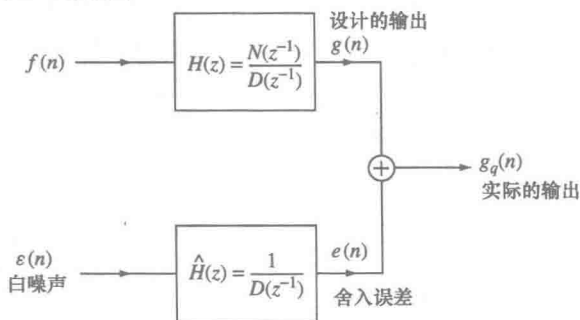 设计的输出
f(n)
H(z) = N(z⁻¹) / D(z⁻¹)
g(n)
+
g_q(n)
实际的输出
ε(n)
白噪声
Ĥ(z) = 1 / D(z⁻¹)
e(n)
舍入误差